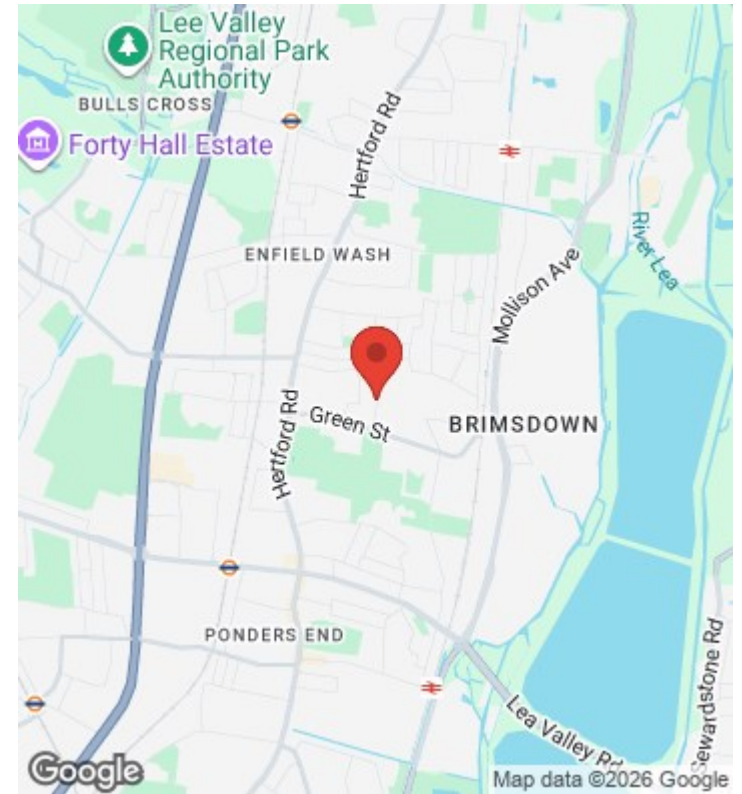 Lee Valley
Regional Park
Authority
BULLS CROSS
Forty Hall Estate
Hertford Rd
River Lea
ENFIELD WASH
Mollison Ave
Hertford Rd
Green St
BRIMSDOWN
PONDERS END
Lea Valley Rd
Sewardstone Rd
Google
Map data ©2026 Google